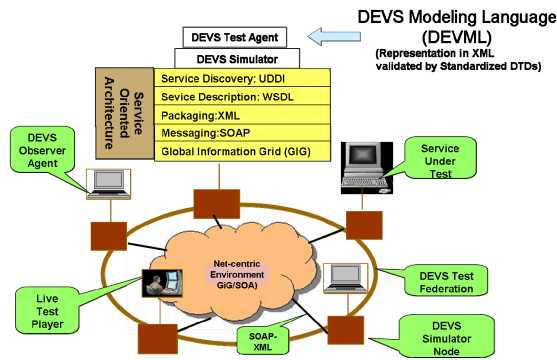 DEVS Modeling Language
(DEVML)
(Representation in XML
validated by Standardized DTDs)
DEVS Test Agent
DEVS Simulator
Service
Oriented
Architecture
Service Discovery: UDDI
Sevice Description: WSDL
Packaging:XML
Messaging:SOAP
Global Information Grid (GIG)
DEVS
Observer
Agent
Service
Under
Test
Net-centric
Environment
GiG/SOA)
DEVS Test
Federation
Live
Test
Player
SOAP-
XML
DEVS
Simulator
Node